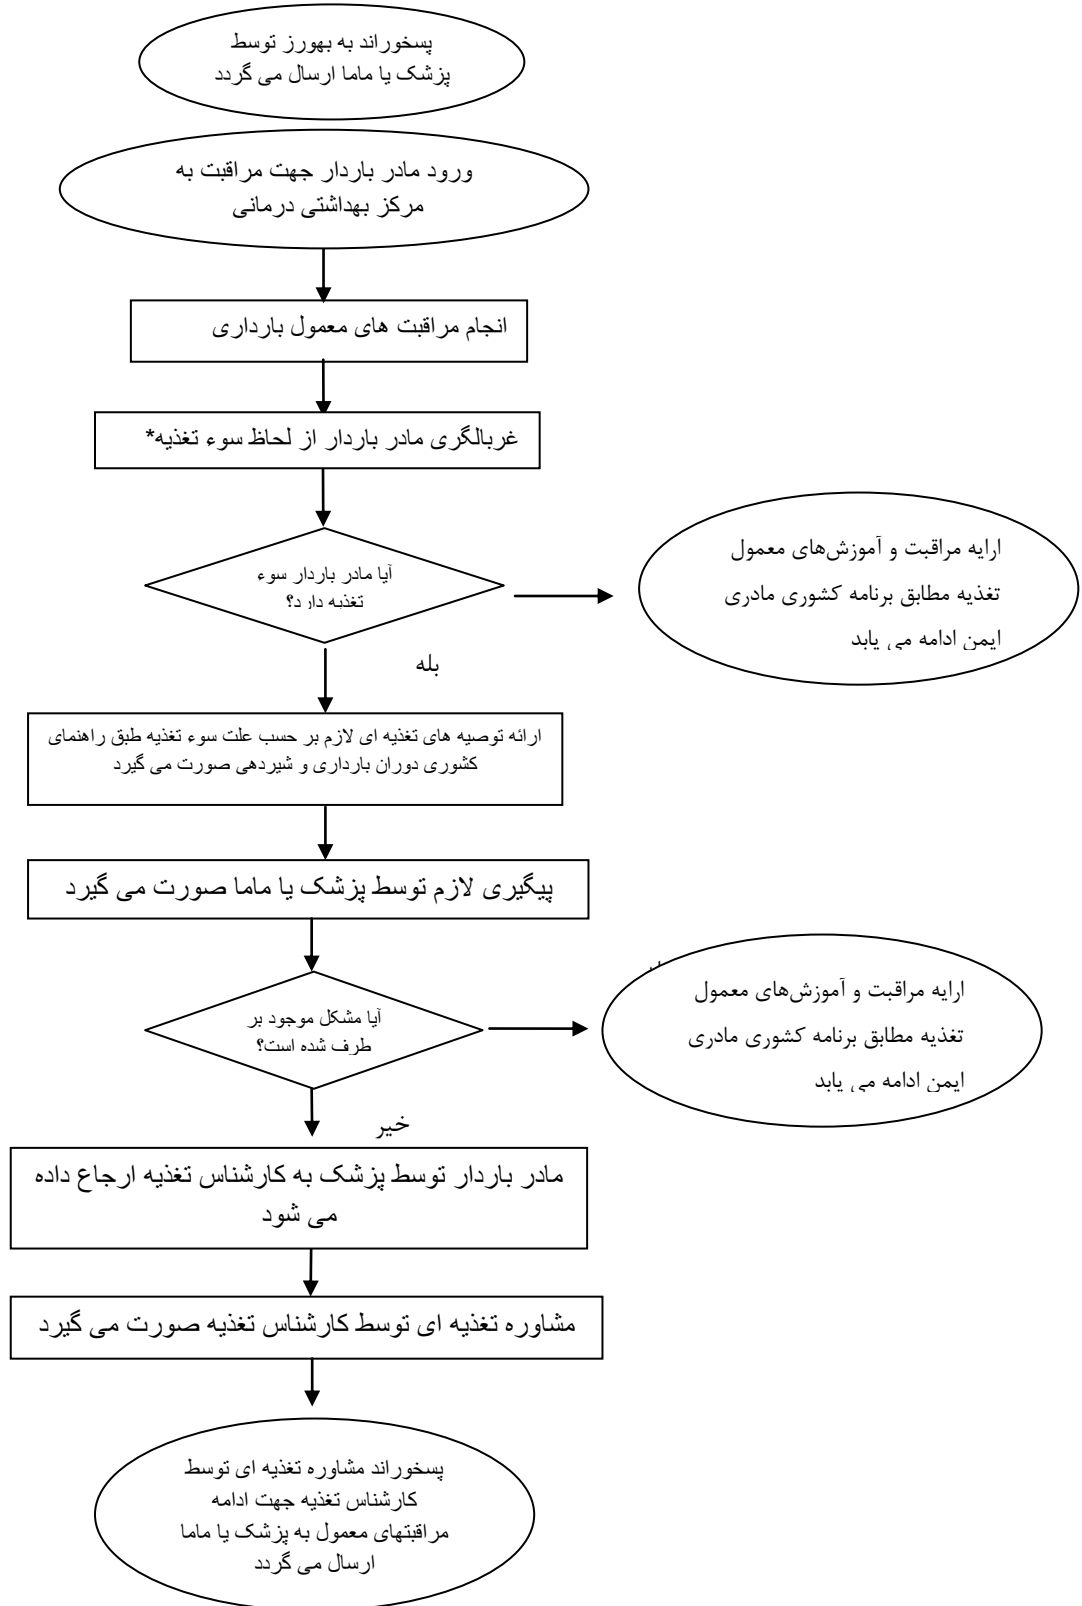 پسخوراند به بهورز توسط
پزشک یا ماما ارسال می گردد
ورود مادر باردار جهت مراقبت به
مرکز بهداشتی درمانی
انجام مراقبت های معمول بارداری
غربالگری مادر باردار از لحاظ سوء تغذیه*
آیا مادر باردار سوء
تغذیه دارد؟
ارایه مراقبت و آموزش‌های معمول
تغذیه مطابق برنامه کشوری مادری
ایمن ادامه می یابد
بله
ارائه توصیه های تغذیه ای لازم بر حسب علت سوء تغذیه طبق راهنمای
کشوری دوران بارداری و شیردهی صورت می گیرد
پیگیری لازم توسط پزشک یا ماما صورت می گیرد
آیا مشکل موجود بر
طرف شده است؟
ارایه مراقبت و آموزش‌های معمول
تغذیه مطابق برنامه کشوری مادری
ایمن ادامه می یابد
خیر
مادر باردار توسط پزشک به کارشناس تغذیه ارجاع داده
می شود
مشاوره تغذیه ای توسط کارشناس تغذیه صورت می گیرد
پسخوراند مشاوره تغذیه ای توسط
کارشناس تغذیه جهت ادامه
مراقبتهای معمول به پزشک یا ماما
ارسال می گردد